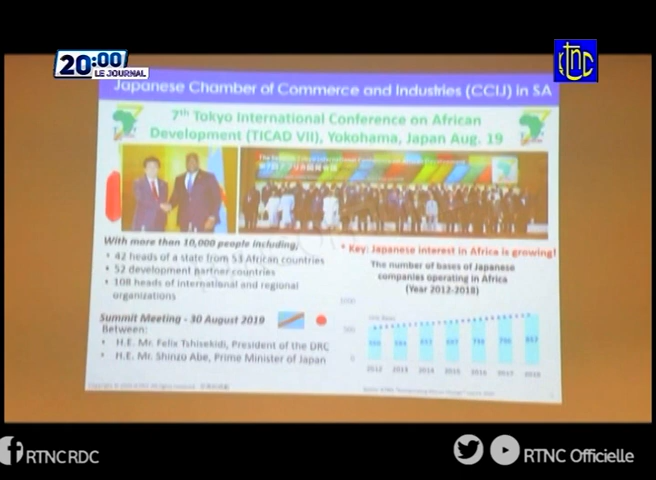 20:00
LE JOURNAL
rtnc
Japanese Chamber of Commerce and Industries (CCIJ) in SA
7th Tokyo International Conference on African
Development (TICAD VII), Yokohama, Japan Aug. 19
With more than 10,000 people including,
• 42 heads of a state from 53 African countries
• 52 development partner countries
• 108 heads of international and regional
organizations
Summit Meeting - 30 August 2019
Between:
• H.E. Mr. Felix Tshisekidi, President of the DRC
• H.E. Mr. Shinzo Abe, Prime Minister of Japan
* Key: Japanese interest in Africa is growing!
The number of bases of Japanese
companies operating in Africa
(Year 2012-2018)
2012 2013 2014 2015 2016 2017 2018
f RTNCRDC
RTNC Officielle